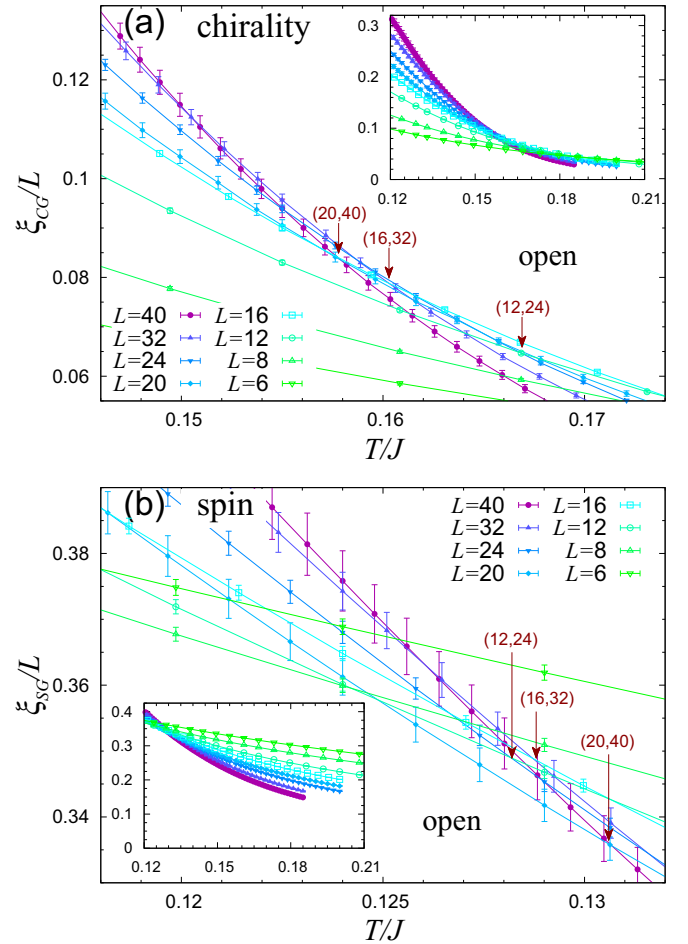 (a) chirality
0.12
0.1
0.08
0.06
ξCG/L
0.3
0.2
0.1
0
0.12 0.15 0.18 0.21
(20,40)
(16,32)
(12,24)
open
L=40 L=16
L=32 L=12
L=24 L=8
L=20 L=6
0.15 0.16 0.17
T/J
(b) spin
0.38
0.36
0.34
ξSG/L
L=40 L=16
L=32 L=12
L=24 L=8
L=20 L=6
(12,24)
(16,32)
(20,40)
0.4
0.3
0.2
0.1
0
0.12 0.15 0.18 0.21
open
0.12 0.125 0.13
T/J